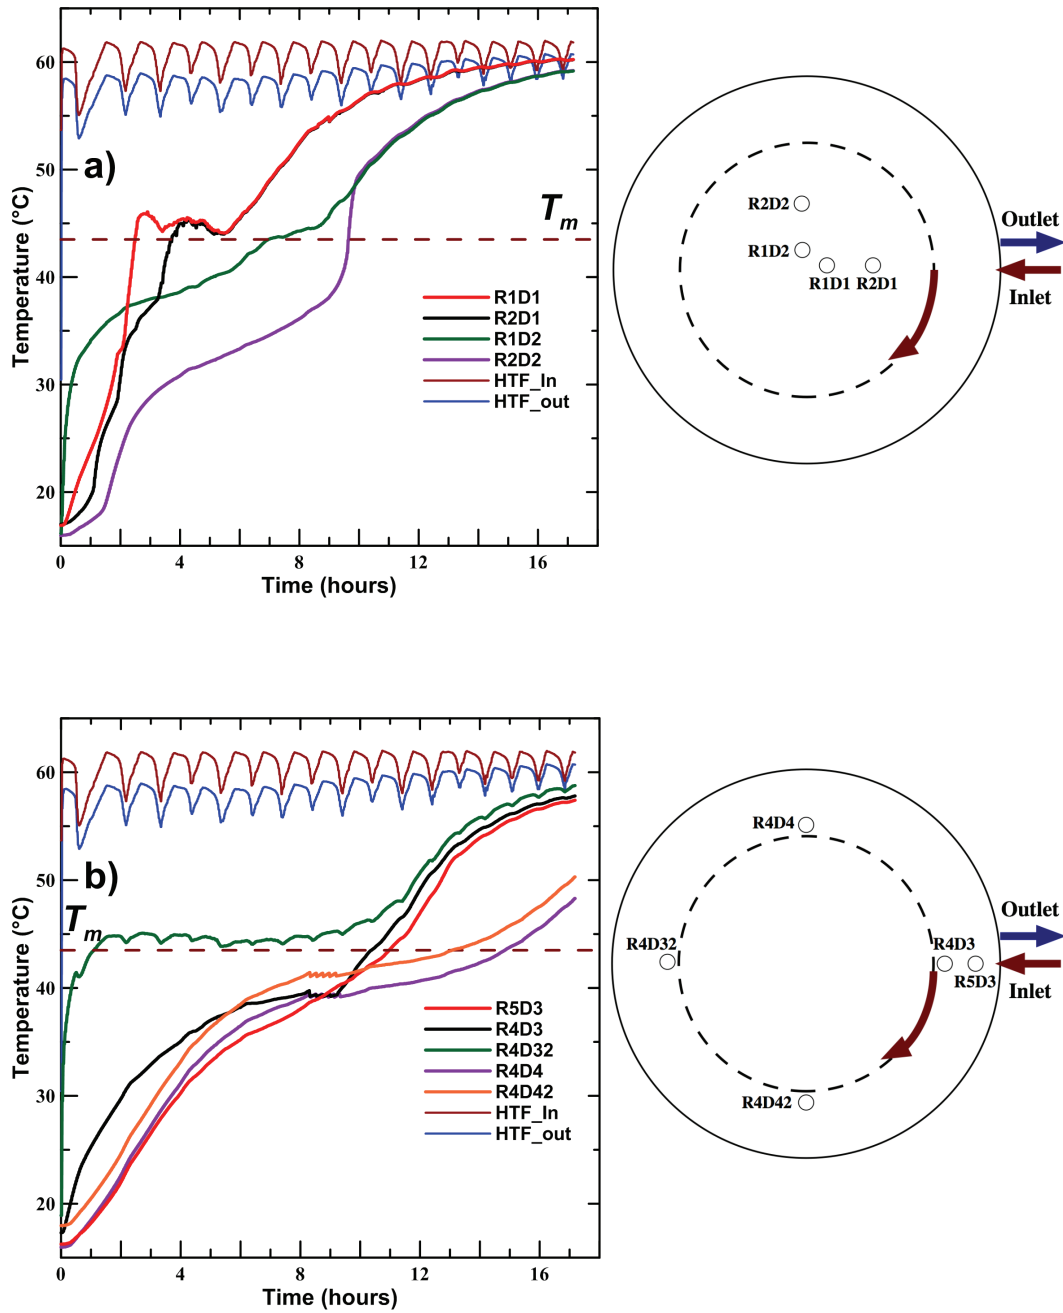 a)
Temperature (°C)
60
50
40
30
20
0
4
8
12
16
Time (hours)
T_m
R1D1
R2D1
R1D2
R2D2
HTF_In
HTF_out
R2D2
R1D2
R1D1
R2D1
Outlet
Inlet
b)
T_m
Temperature (°C)
60
50
40
30
20
0
4
8
12
16
Time (hours)
R5D3
R4D3
R4D32
R4D4
R4D42
HTF_In
HTF_out
R4D4
R4D32
R4D3
R5D3
R4D42
Outlet
Inlet